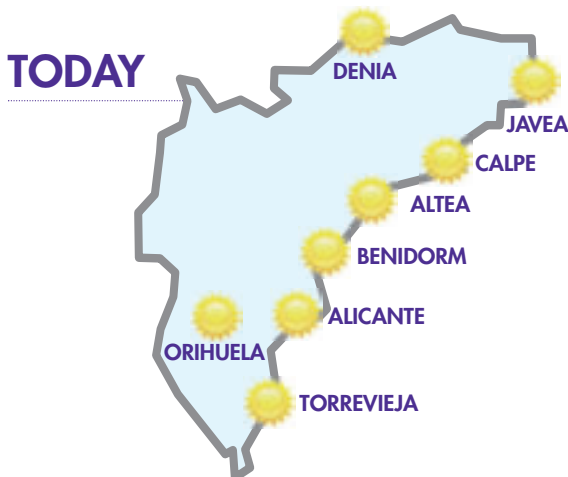 TODAY
DENIA
JAVEA
CALPE
ALTEA
BENIDORM
ALICANTE
ORIHUELA
TORREVIEJA